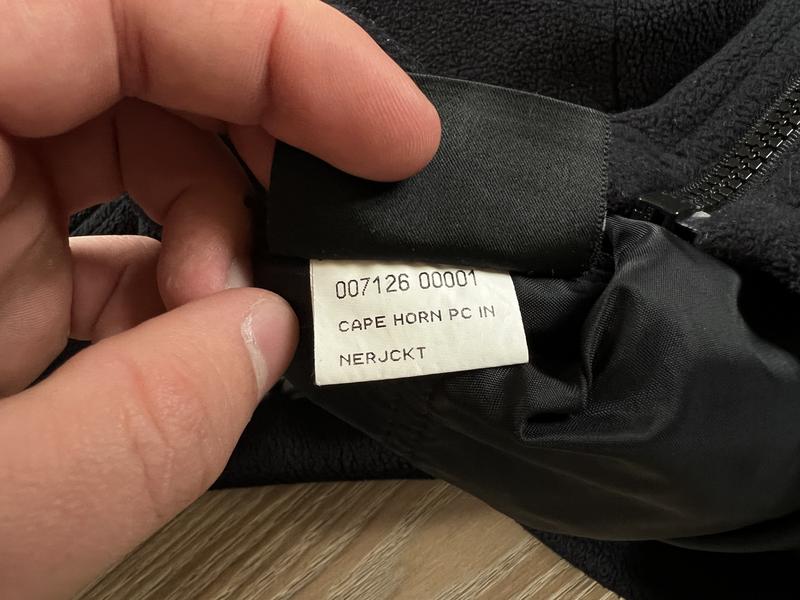 007126 00001
CAPE HORN PC IN
NERJCKT